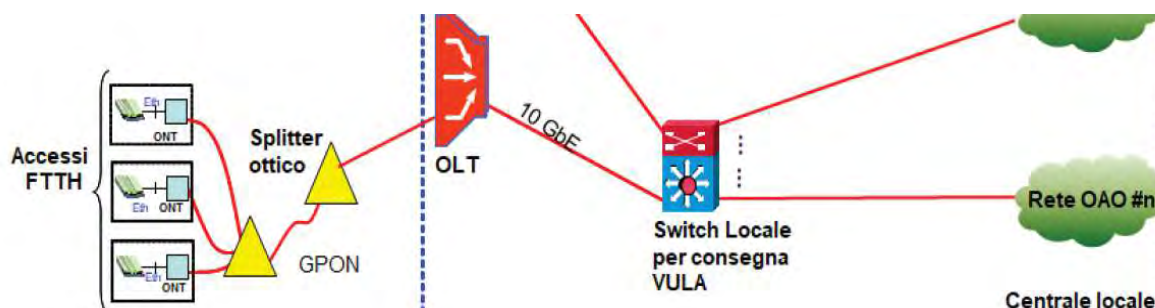 Eth
ONT
Accessi
FTTH
Eth
ONT
Eth
ONT
Splitter
ottico
GPON
OLT
10 GbE
Switch Locale
per consegna
VULA
Rete OAO #n
Centrale locale